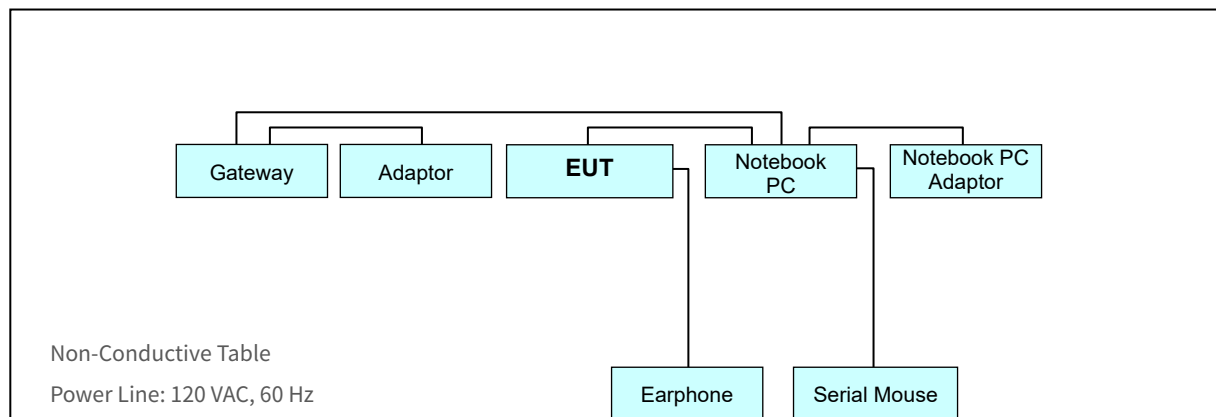 Gateway
Adaptor
EUT
Notebook
PC
Notebook PC
Adaptor
Non-Conductive Table
Power Line: 120 VAC, 60 Hz
Earphone
Serial Mouse